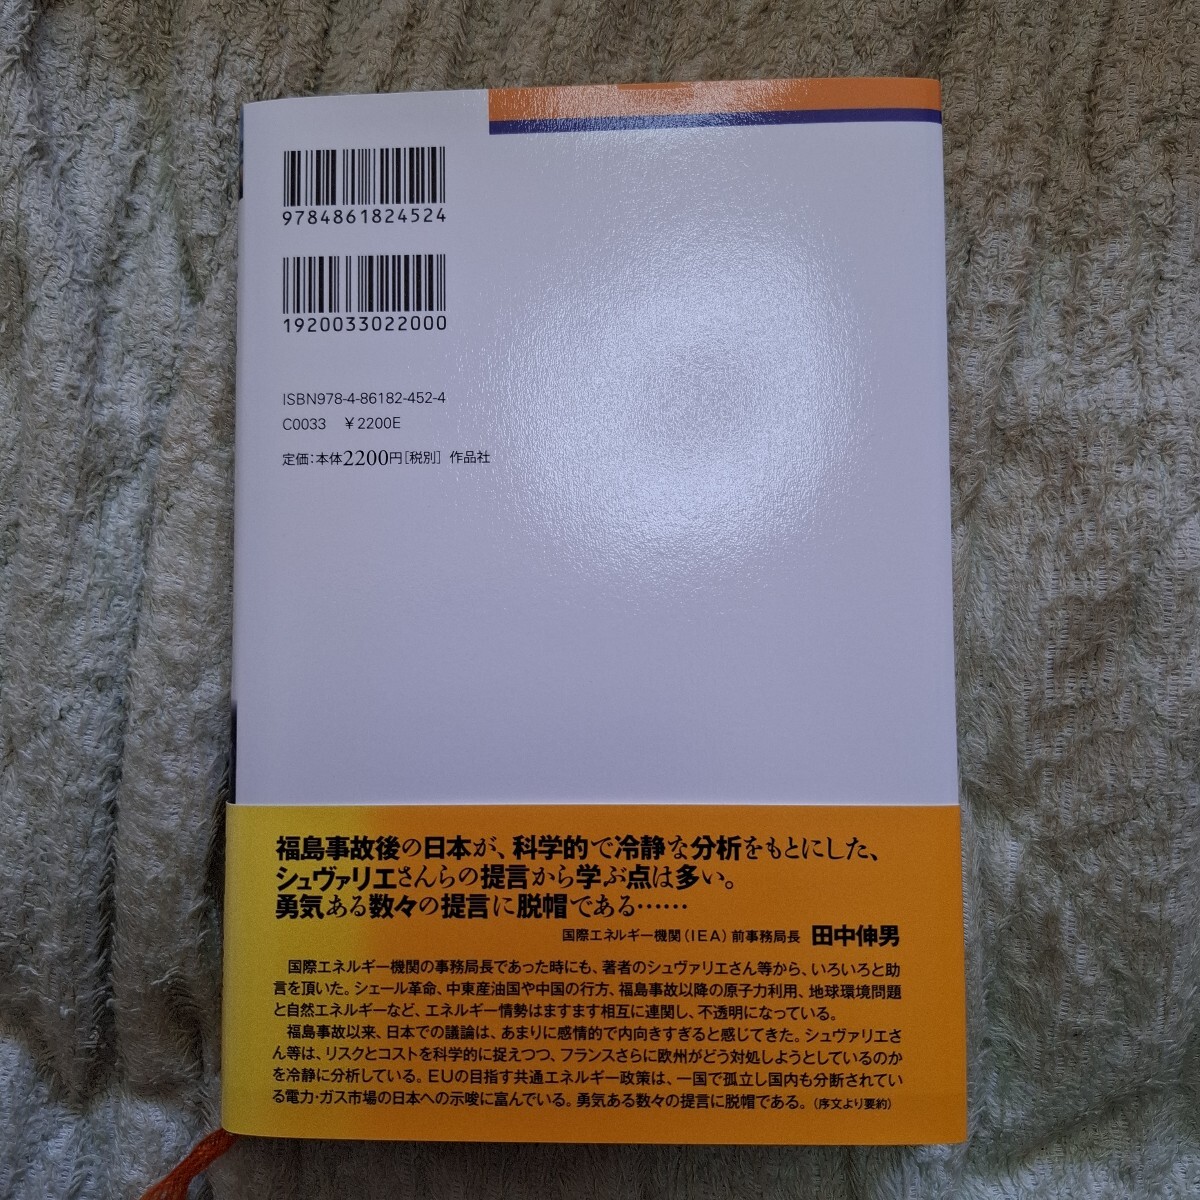 9784861824524
1920033022000
ISBN978-4-86182-452-4
C0033 ¥2200E
定価:本体2200円[税別] 作品社
福島事故後の日本が、科学的で冷静な分析をもとにした、
シュヴァリエさんらの提言から学ぶ点は多い。
勇気ある数々の提言に脱帽である……
国際エネルギー機関(IEA)前事務局長 田中伸男
国際エネルギー機関の事務局長であった時にも、著者のシュヴァリエさん等から、いろいろと助
言を頂いた。シェール革命、中東産油国や中国の行方、福島事故以降の原子力利用、地球環境問題
と自然エネルギーなど、エネルギー情勢はますます相互に連関し、不透明になっている。
福島事故以来、日本での議論は、あまりに感情的で内向きすぎると感じてきた。シュヴァリエさ
ん等は、リスクとコストを科学的に捉えつつ、フランスさらに欧州がどう対処しようとしているのか
を冷静に分析している。EUの目指す共通エネルギー政策は、一国で孤立し国内も分断されている
電力・ガス市場の日本への示唆に富んでいる。勇気ある数々の提言に脱帽である。(序文より要約)